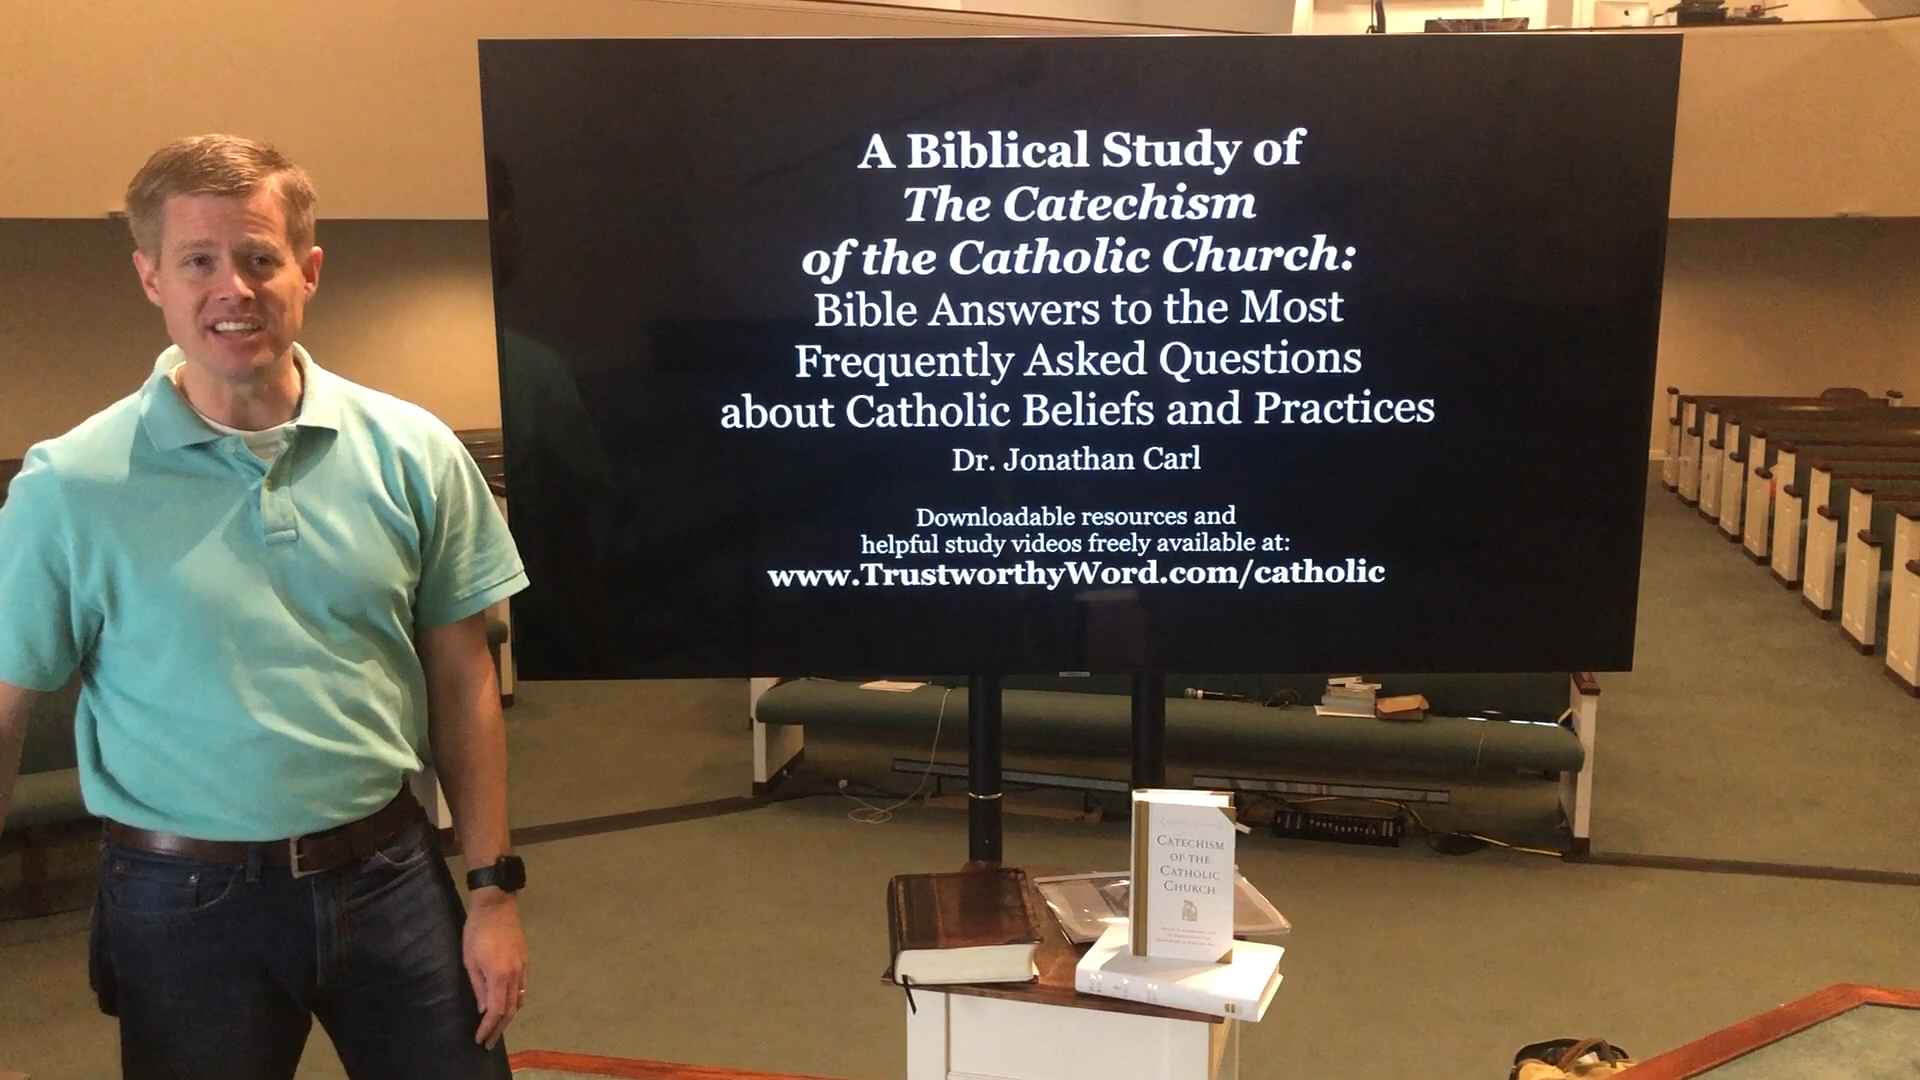 A Biblical Study of
The Catechism
of the Catholic Church:
Bible Answers to the Most
Frequently Asked Questions
about Catholic Beliefs and Practices
Dr. Jonathan Carl
Downloadable resources and
helpful study videos freely available at:
www.TrustworthyWord.com/catholic
CATECHISM
OF THE
CATHOLIC
CHURCH